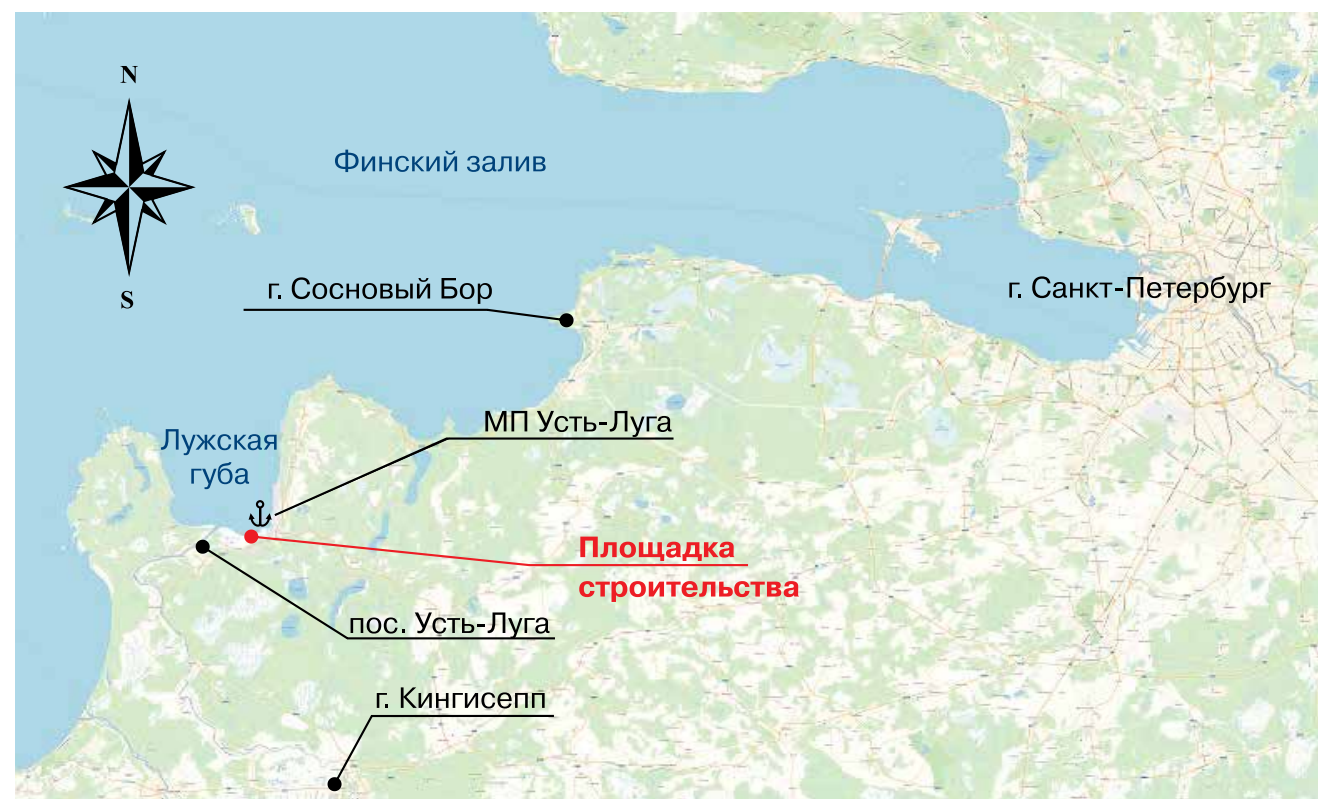 N
Финский залив
г. Сосновый Бор
г. Санкт-Петербург
S
МП Усть-Луга
Лужская
губа
Площадка
строительства
пос. Усть-Луга
г. Кингисепп